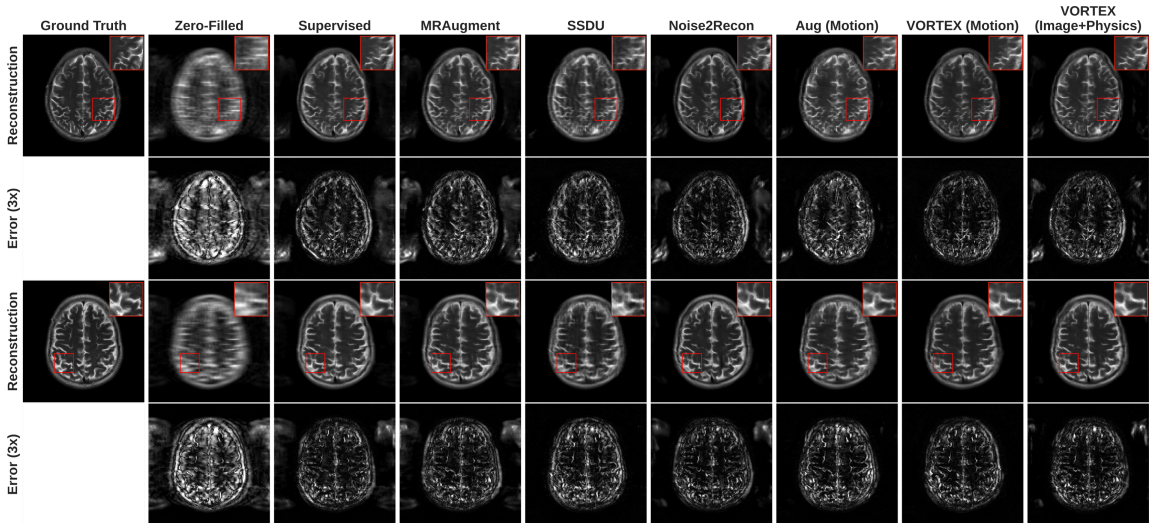 Ground Truth
Zero-Filled
Supervised
MRAugment
SSDU
Noise2Recon
Aug (Motion)
VORTEX (Motion)
VORTEX
(Image+Physics)
Reconstruction
Error (3x)
Reconstruction
Error (3x)